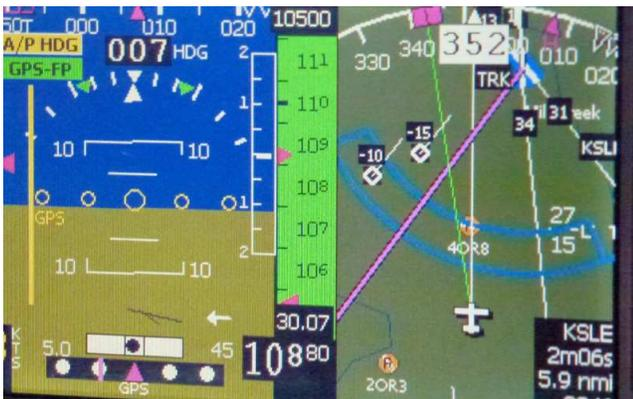 50T 000 010 020
10500
A/P HDG
007 HDG
GPS-FP
2
1
1
2
10 10
10 10
GPS
111
110
109
108
107
106
30.07
KTS
5.0 45
10880
GPS
330
340
13
1
352
010
020
TRK
31
34
KSL
-15
-10
27
15
4OR8
2OR3
KSLE
2m06s
5.9 nmi